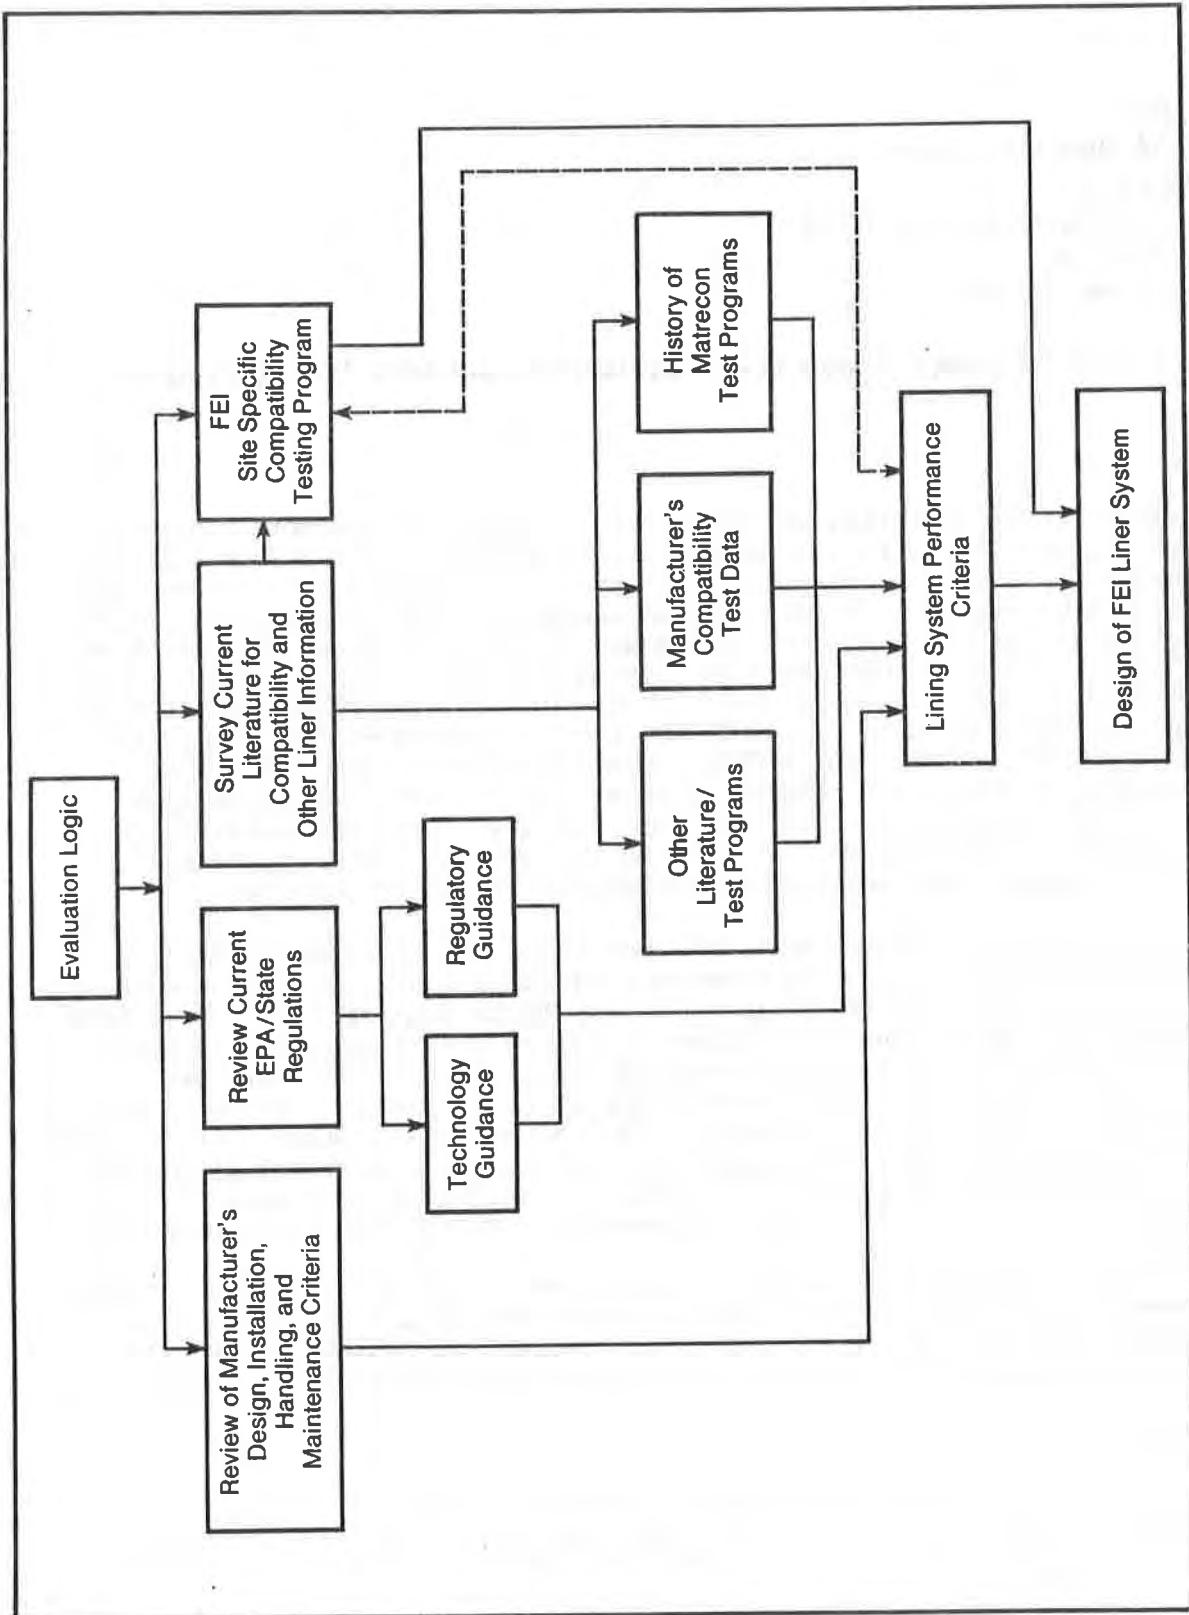 Evaluation Logic
Review of Manufacturer's
Design, Installation,
Handling, and
Maintenance Criteria
Review Current
EPA/State
Regulations
Survey Current
Literature for
Compatibility and
Other Liner Information
FEI
Site Specific
Compatibility
Testing Program
Technology
Guidance
Regulatory
Guidance
Other
Literature/
Test Programs
Manufacturer's
Compatibility
Test Data
History of
Matrecon
Test Programs
Lining System Performance
Criteria
Design of FEI Liner System